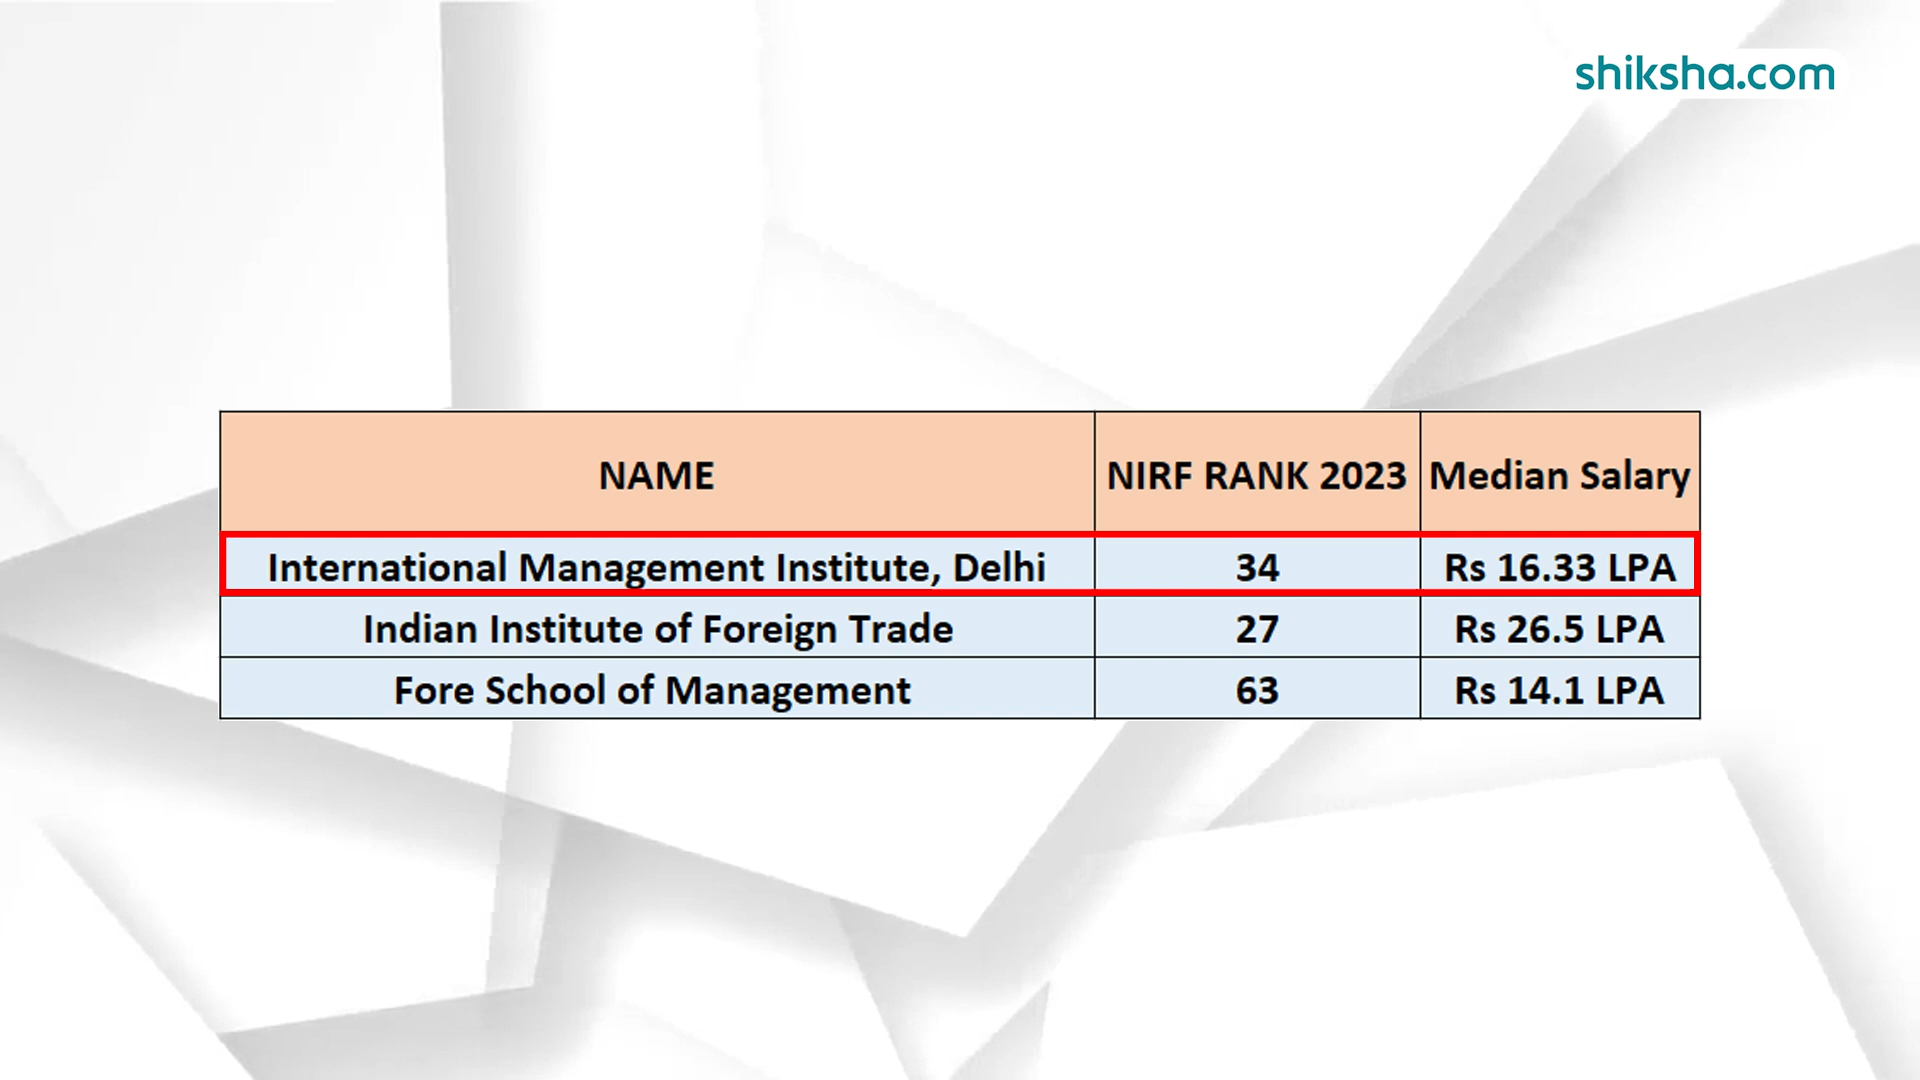 shiksha.com
NAME NIRF RANK 2023 Median Salary
International Management Institute, Delhi 34 Rs 16.33 LPA
Indian Institute of Foreign Trade 27 Rs 26.5 LPA
Fore School of Management 63 Rs 14.1 LPA